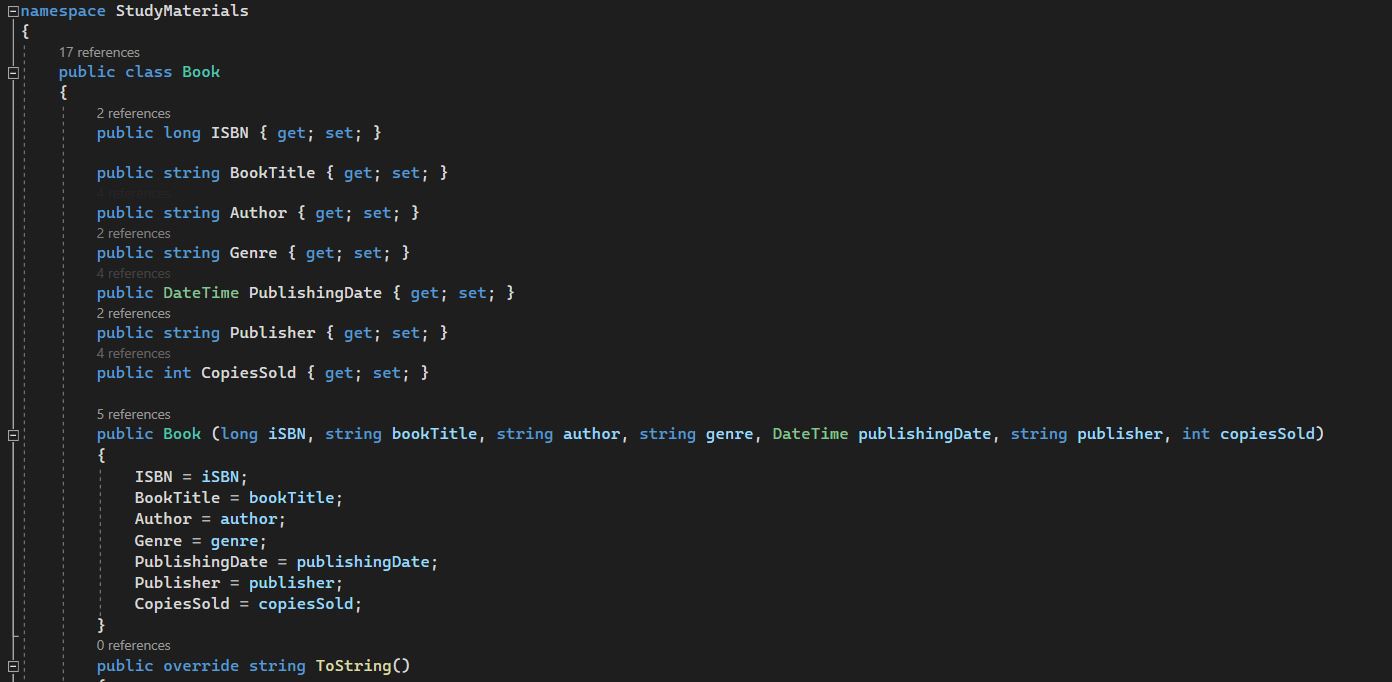 namespace StudyMaterials
{
17 references
public class Book
{
2 references
public long ISBN { get; set; }
public string BookTitle { get; set; }
4 references
public string Author { get; set; }
2 references
public string Genre { get; set; }
4 references
public DateTime PublishingDate { get; set; }
2 references
public string Publisher { get; set; }
4 references
public int CopiesSold { get; set; }
5 references
public Book (long iSBN, string bookTitle, string author, string genre, DateTime publishingDate, string publisher, int copiesSold)
{
ISBN = iSBN;
BookTitle = bookTitle;
Author = author;
Genre = genre;
PublishingDate = publishingDate;
Publisher = publisher;
CopiesSold = copiesSold;
}
0 references
public override string ToString()
{